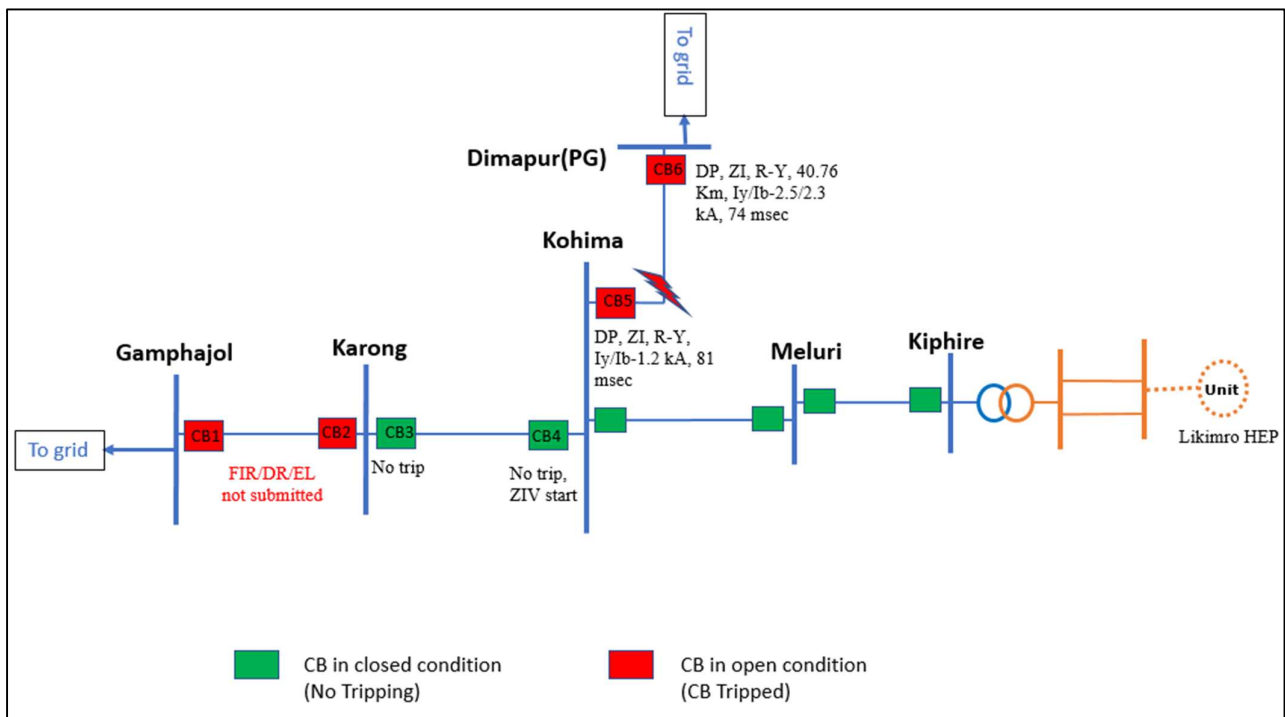 To grid
Dimapur(PG)
CB6
DP, ZI, R-Y, 40.76
Km, Iy/Ib-2.5/2.3
kA, 74 msec
Kohima
CB5
DP, ZI, R-Y,
Iy/Ib-1.2 kA, 81
msec
Gamphajol
Karong
Meluri
Kiphire
Unit
Likimro HEP
CB1
CB2
CB3
CB4
To grid
FIR/DR/EL
not submitted
No trip
No trip,
ZIV start
CB in closed condition
(No Tripping)
CB in open condition
(CB Tripped)